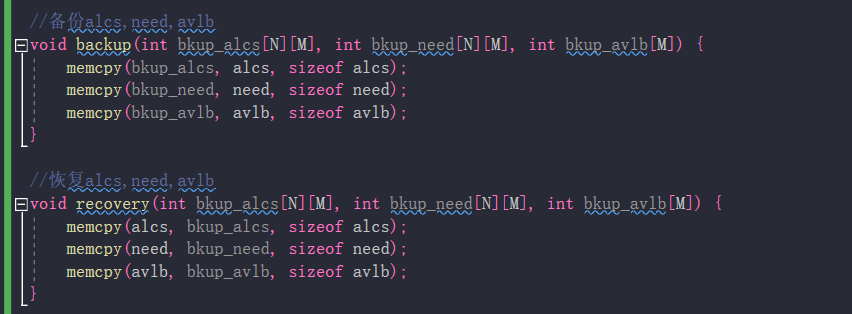 //备份alcs,need,avlb
void backup(int bkup_alcs[N][M], int bkup_need[N][M], int bkup_avlb[M]) {
memcpy(bkup_alcs, alcs, sizeof alcs);
memcpy(bkup_need, need, sizeof need);
memcpy(bkup_avlb, avlb, sizeof avlb);
}
//恢复alcs,need,avlb
void recovery(int bkup_alcs[N][M], int bkup_need[N][M], int bkup_avlb[M]) {
memcpy(alcs, bkup_alcs, sizeof alcs);
memcpy(need, bkup_need, sizeof need);
memcpy(avlb, bkup_avlb, sizeof avlb);
}